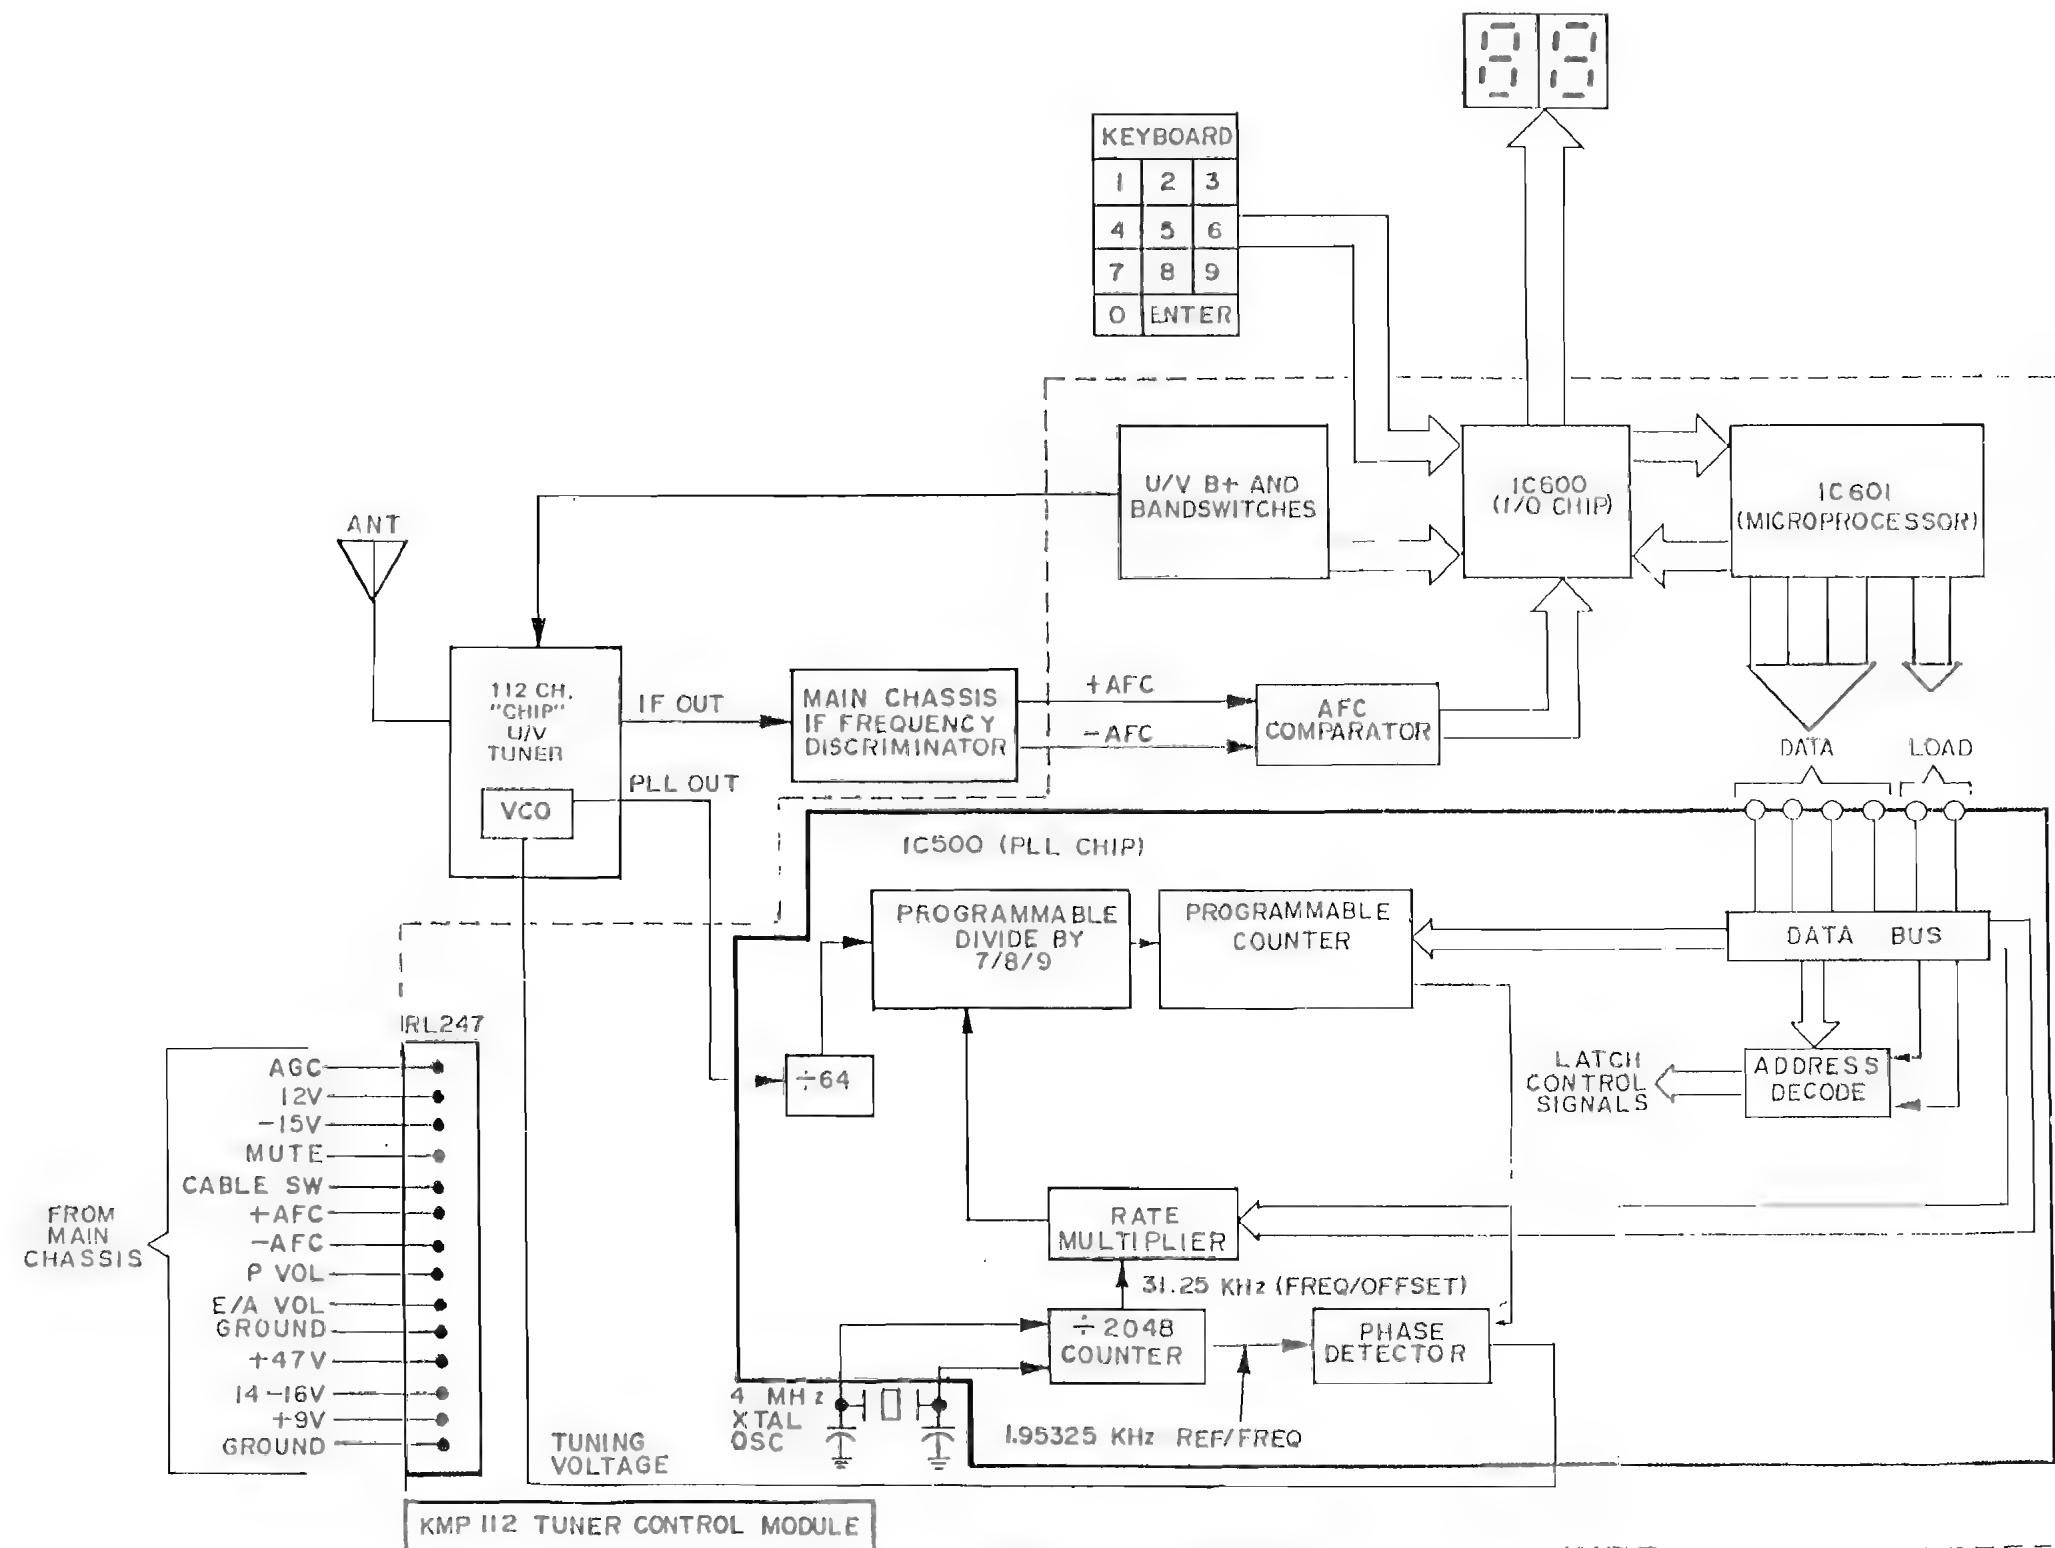 KEYBOARD
1 2 3
4 5 6
7 8 9
0 ENTER
U/V B+ AND
BANDSWITCHES
IC600
(I/O CHIP)
IC601
(MICROPROCESSOR)
ANT
112 CH.
"CHIP"
U/V
TUNER
VCO
IF OUT
PLL OUT
MAIN CHASSIS
IF FREQUENCY
DISCRIMINATOR
+AFC
-AFC
AFC
COMPARATOR
DATA
LOAD
IC500 (PLL CHIP)
PROGRAMMABLE
DIVIDE BY
7/8/9
PROGRAMMABLE
COUNTER
DATA BUS
÷64
LATCH
CONTROL
SIGNALS
ADDRESS
DECODE
RATE
MULTIPLIER
31.25 KHz (FREQ/OFFSET)
÷2048
COUNTER
PHASE
DETECTOR
1.95325 KHz REF/FREQ
4 MHz
XTAL
OSC
TUNING
VOLTAGE
IRL247
FROM
MAIN
CHASSIS
AGC
12V
-15V
MUTE
CABLE SW
+AFC
-AFC
P VOL
E/A VOL
GROUND
+47V
14-16V
+9V
GROUND
KMP 112 TUNER CONTROL MODULE